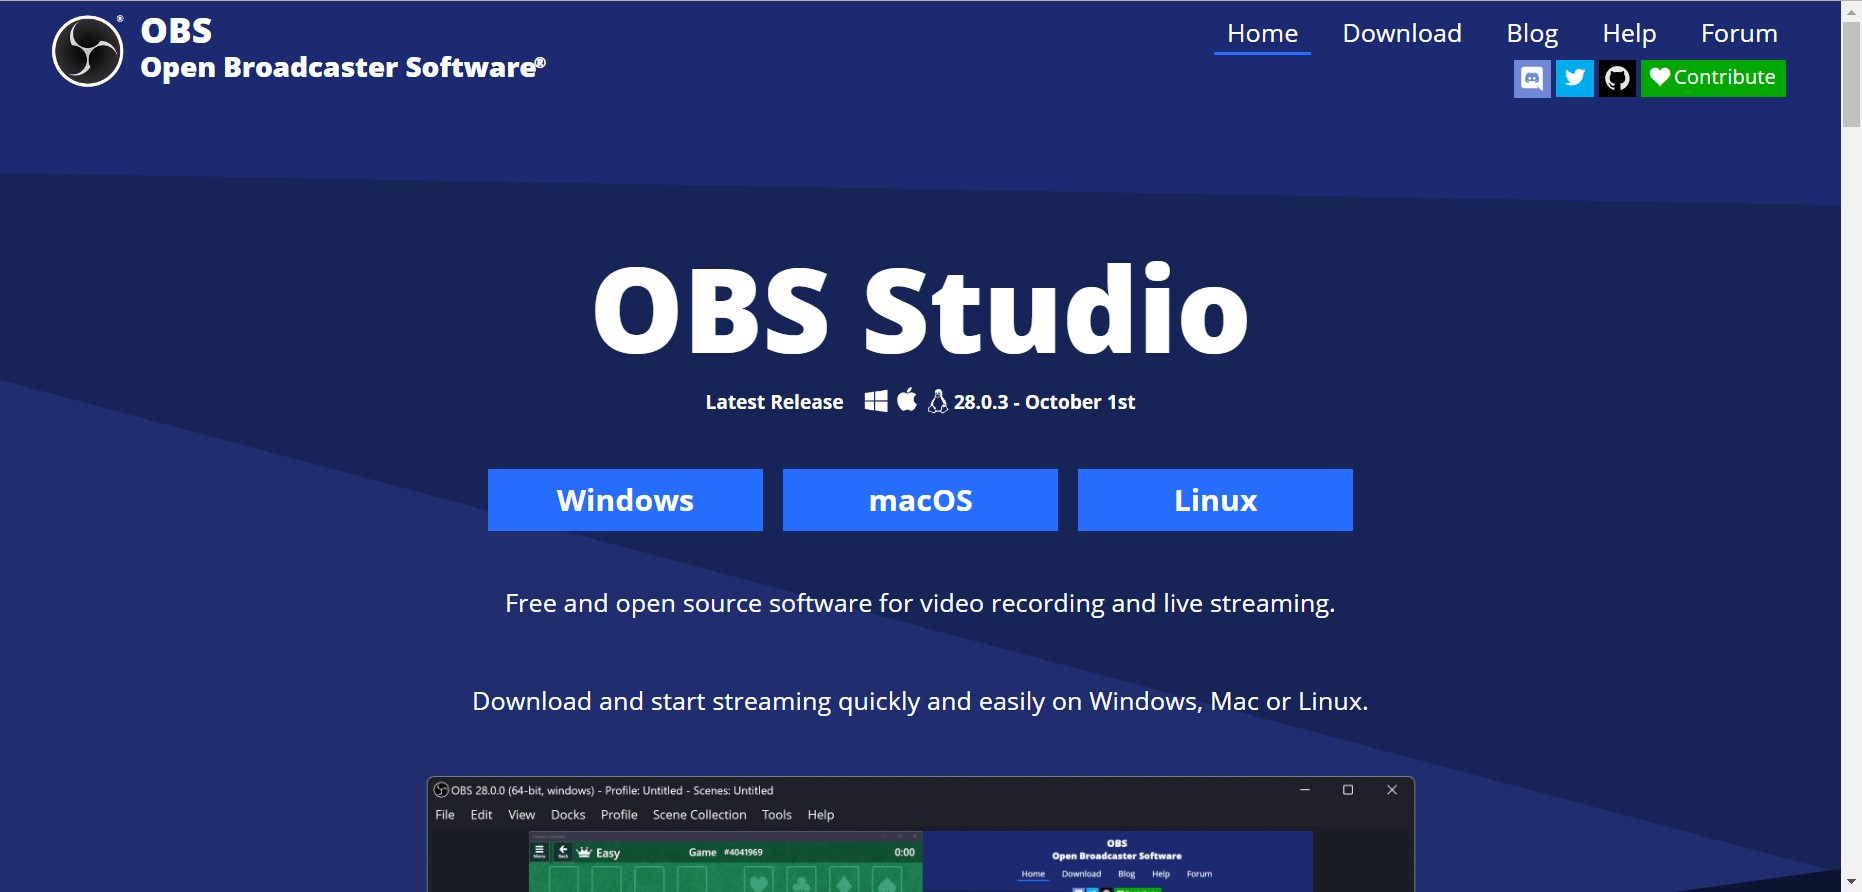 OBS
Open Broadcaster Software®
Home Download Blog Help Forum
Contribute
OBS Studio
Latest Release 28.0.3 - October 1st
Windows macOS Linux
Free and open source software for video recording and live streaming.
Download and start streaming quickly and easily on Windows, Mac or Linux.
OBS 28.0.0 (64-bit, windows) - Profile: Untitled - Scenes: Untitled
File Edit View Docks Profile Scene Collection Tools Help
Menu Back Easy Game #4041969 0:00
OBS
Open Broadcaster Software
Home Download Blog Help Forum